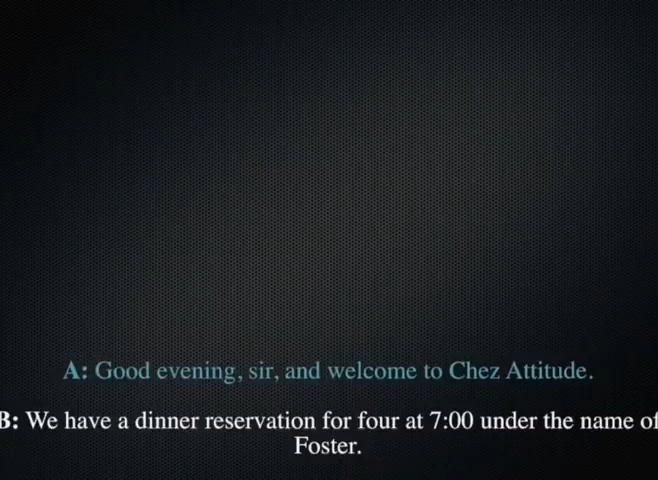 A: Good evening, sir, and welcome to Chez Attitude.
B: We have a dinner reservation for four at 7:00 under the name of
Foster.